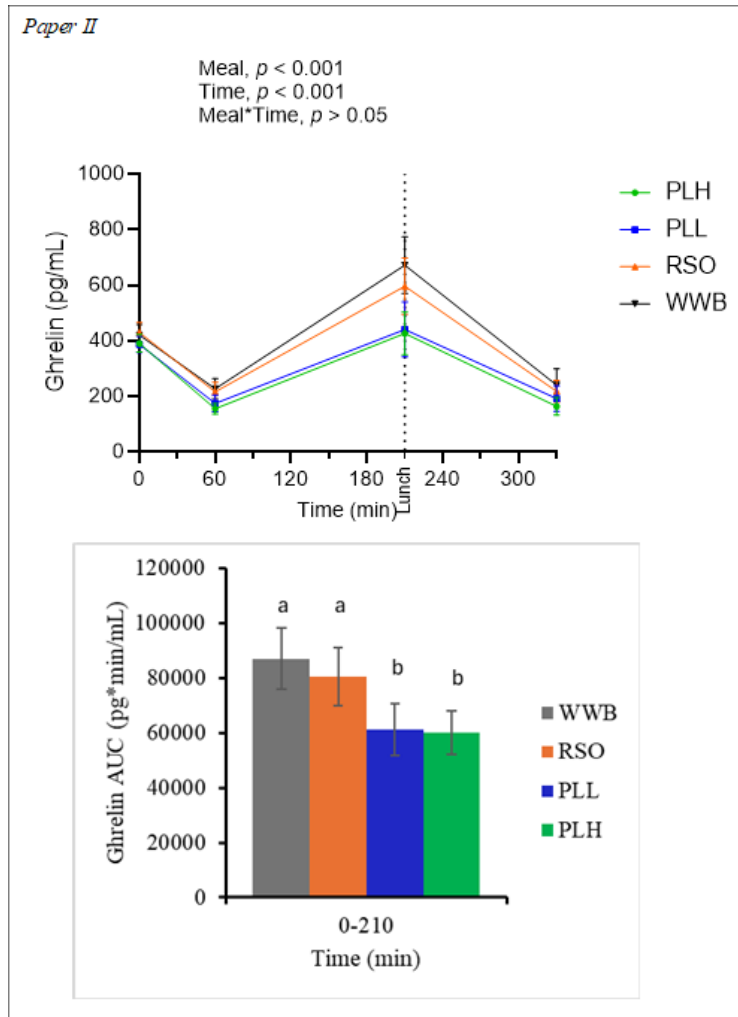 Paper II
Meal, p < 0.001
Time, p < 0.001
Meal*Time, p > 0.05
Ghrelin (pg/mL)
1000
800
600
400
200
0
0 60 120 180 240 300
Lunch
Time (min)
PLH
PLL
RSO
WWB
Ghrelin AUC (pg*min/mL)
120000
100000
80000
60000
40000
20000
0
a a b b
0-210
Time (min)
WWB
RSO
PLL
PLH